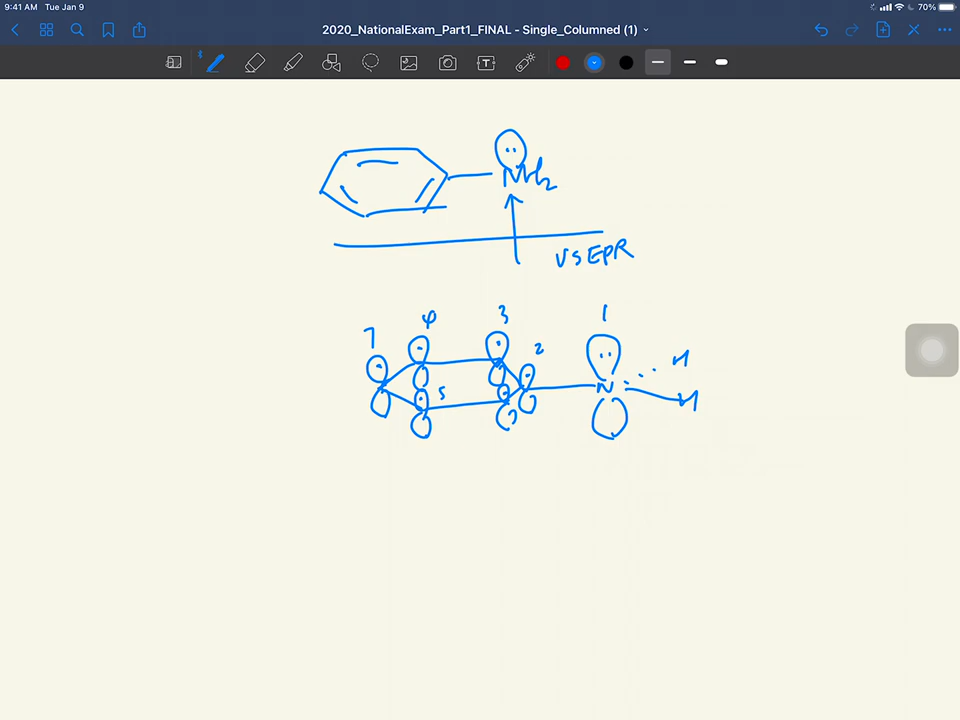 9:41 AM Tue Jan 9
70%
2020_NationalExam_Part1_FINAL - Single_Columned (1)
T
NH₂
VSEPR
1
3
4
7
2
5
N
H
H